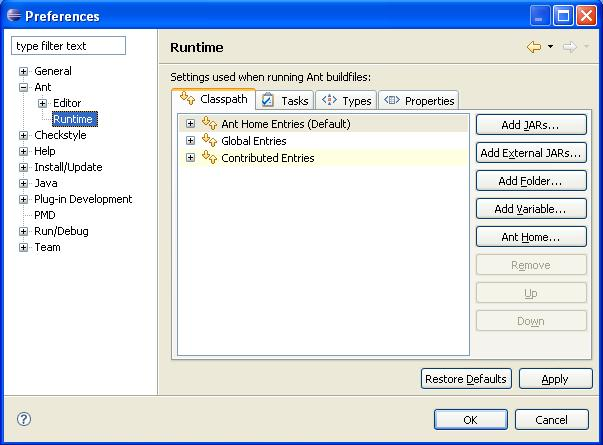 Preferences
type filter text
General
Ant
Editor
Runtime
Checkstyle
Help
Install/Update
Java
Plug-in Development
PMD
Run/Debug
Team
Runtime
Settings used when running Ant buildfiles:
Classpath
Tasks
Types
Properties
Ant Home Entries (Default)
Global Entries
Contributed Entries
Add JARs...
Add External JARs...
Add Folder...
Add Variable...
Ant Home...
Remove
Up
Down
Restore Defaults
Apply
?
OK
Cancel